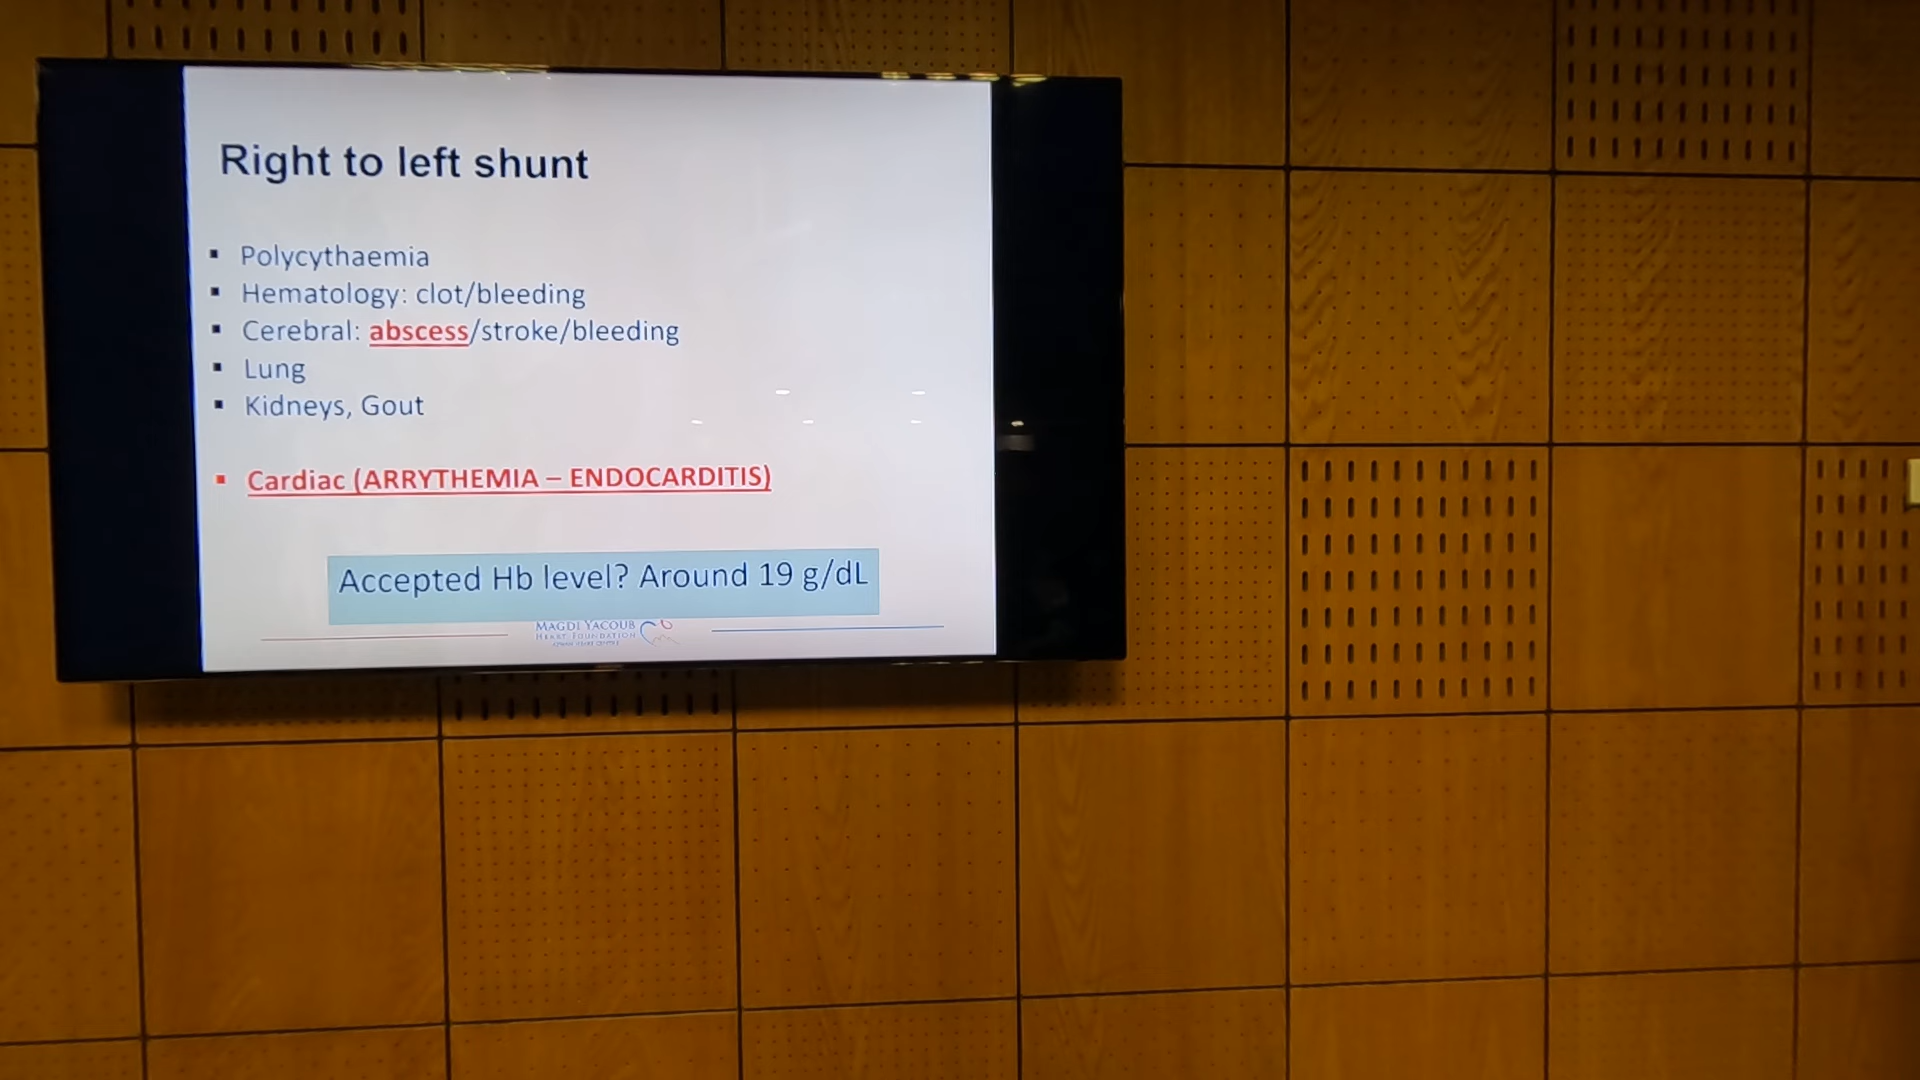 Right to left shunt
▪ Polycythaemia
▪ Hematology: clot/bleeding
▪ Cerebral: abscess/stroke/bleeding
▪ Lung
▪ Kidneys, Gout
▪ Cardiac (ARRYTHEMIA – ENDOCARDITIS)
Accepted Hb level? Around 19 g/dL
MAGDI YACOUB
HEART FOUNDATION